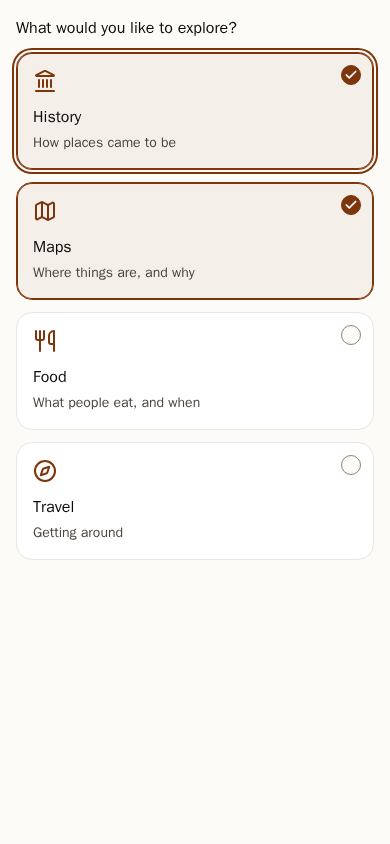 What would you like to explore?
History
How places came to be
Maps
Where things are, and why
Food
What people eat, and when
Travel
Getting around